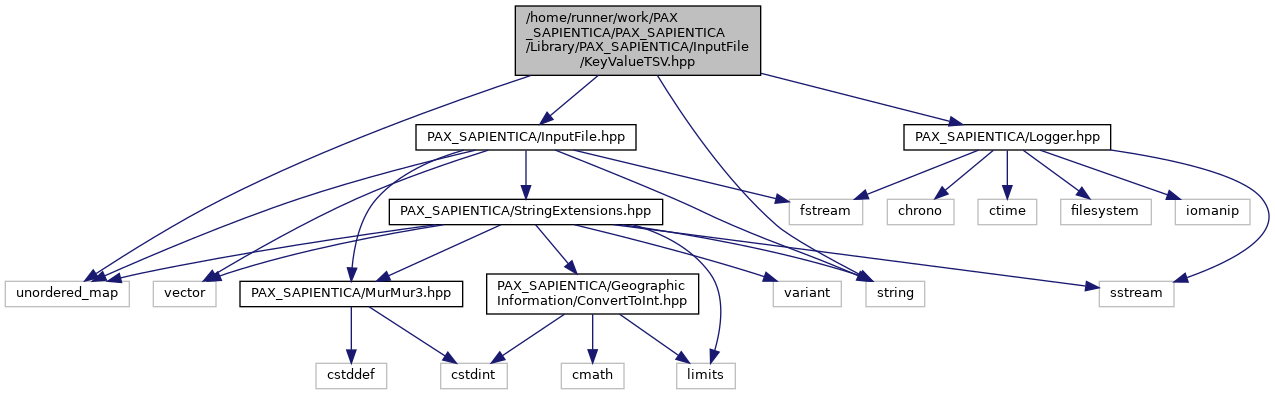 /home/runner/work/PAX
_SAPIENTICA/PAX_SAPIENTICA
/Library/PAX_SAPIENTICA/InputFile
/KeyValueTSV.hpp
PAX_SAPIENTICA/InputFile.hpp
PAX_SAPIENTICA/Logger.hpp
PAX_SAPIENTICA/StringExtensions.hpp
fstream
chrono
ctime
filesystem
iomanip
unordered_map
vector
PAX_SAPIENTICA/MurMur3.hpp
PAX_SAPIENTICA/Geographic
Information/ConvertToInt.hpp
variant
string
sstream
cstddef
cstdint
cmath
limits